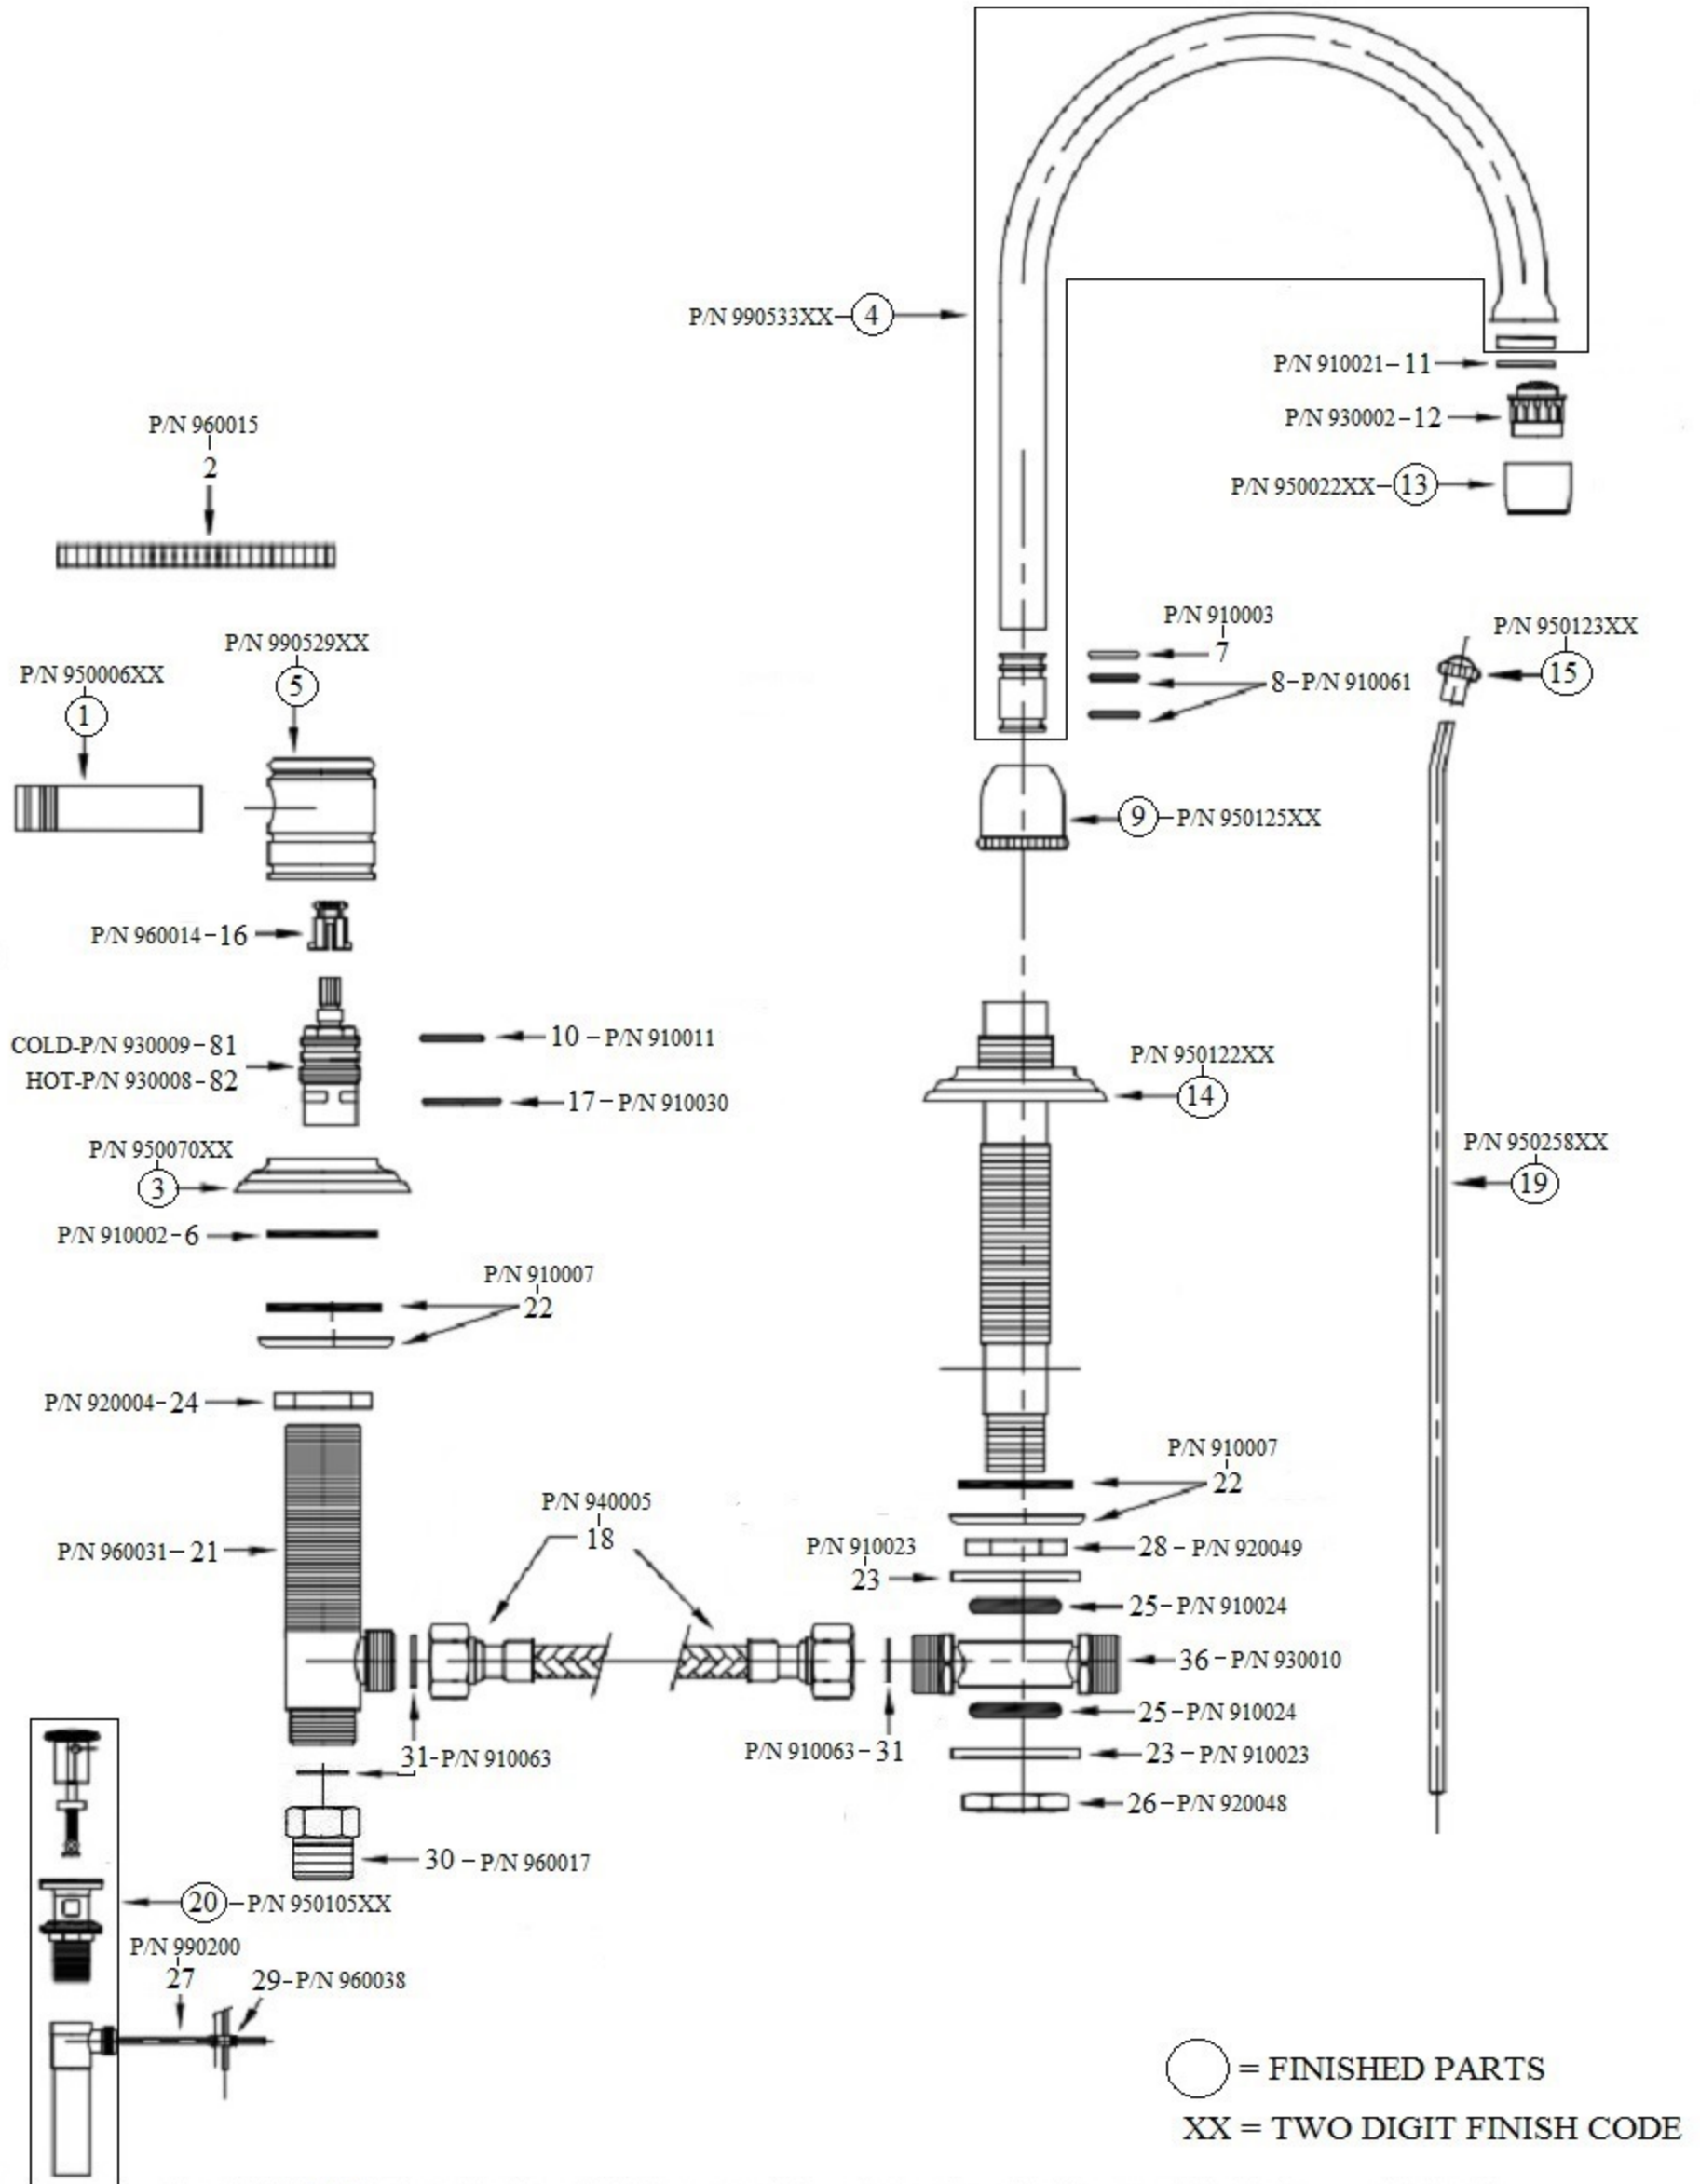 P/N 990533XX-4
P/N 910021-11
P/N 930002-12
P/N 950022XX-13
P/N 960015
2
P/N 910003
7
8-P/N 910061
P/N 950123XX
15
P/N 990529XX
5
P/N 950006XX
1
9-P/N 950125XX
P/N 960014-16
COLD-P/N 930009-81
HOT-P/N 930008-82
10 - P/N 910011
17 - P/N 910030
P/N 950122XX
14
P/N 950070XX
3
P/N 950258XX
19
P/N 910002-6
P/N 910007
22
P/N 920004-24
P/N 910007
22
P/N 940005
18
P/N 960031-21
P/N 910023
23
28 - P/N 920049
25-P/N 910024
36-P/N 930010
25-P/N 910024
31-P/N 910063
P/N 910063-31
23 - P/N 910023
26-P/N 920048
30 - P/N 960017
20-P/N 950105XX
P/N 990200
27
29-P/N 960038
= FINISHED PARTS
XX = TWO DIGIT FINISH CODE